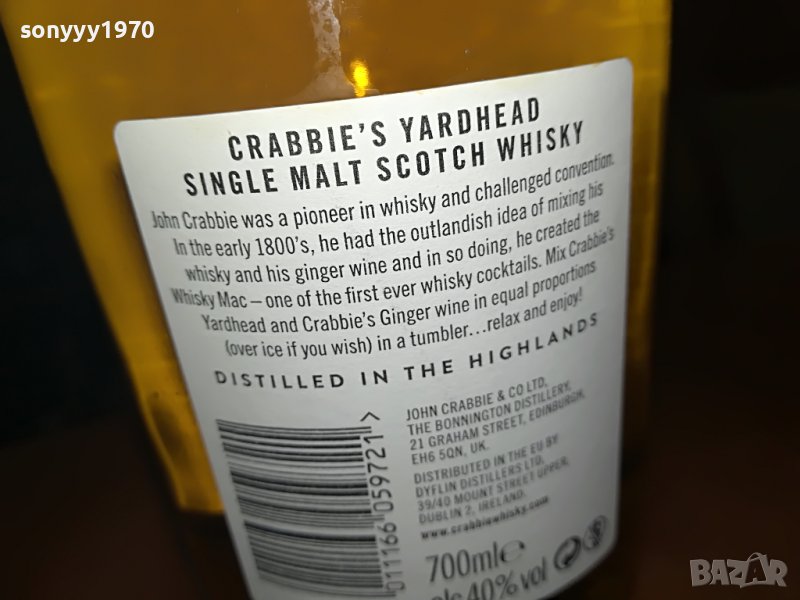 sonyyy1970
CRABBIE'S YARDHEAD
SINGLE MALT SCOTCH WHISKY
John Crabbie was a pioneer in whisky and challenged convention.
In the early 1800's, he had the outlandish idea of mixing his
whisky and his ginger wine and in so doing, he created the
Whisky Mac – one of the first ever whisky cocktails. Mix Crabbie's
Yardhead and Crabbie's Ginger wine in equal proportions
(over ice if you wish) in a tumbler...relax and enjoy!
DISTILLED IN THE HIGHLANDS
JOHN CRABBIE & CO LTD,
THE BONNINGTON DISTILLERY,
21 GRAHAM STREET, EDINBURGH,
EH6 5QN, UK.
DISTRIBUTED IN THE EU BY
DYFLIN DISTILLERS LTD,
39/40 MOUNT STREET UPPER,
DUBLIN 2, IRELAND.
www.crabbiewhisky.com
011166 059721 >
700ml e
40% vol
BAZAR